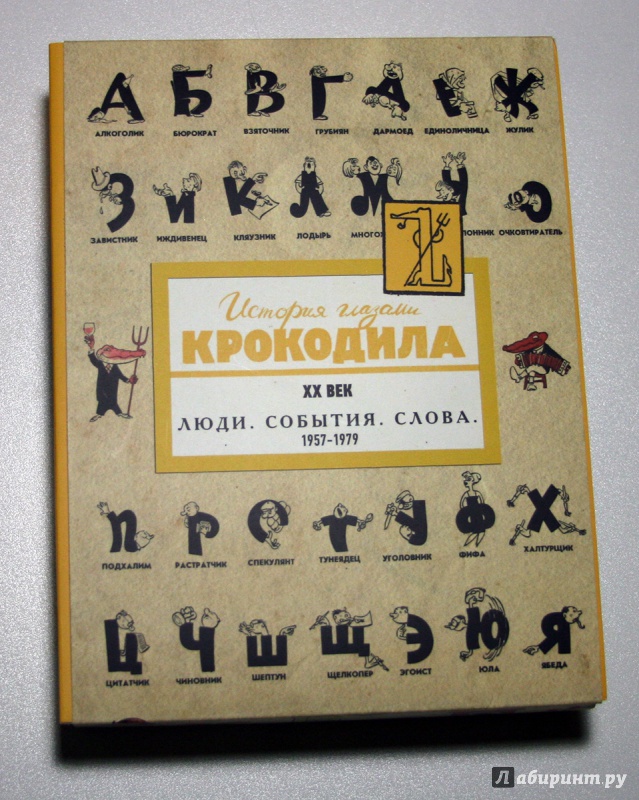 А Б В Г Д Е Ж
АЛКОГОЛИК БЮРОКРАТ ВЗЯТОЧНИК ГРУБИЯН ДАРМОЕД ЕДИНОЛИЧНИЦА ЖУЛИК
З И К Л М О
ЗАВИСТНИК ИЖДИВЕНЕЦ КЛЯУЗНИК ЛОДЫРЬ ОЧКОВТИРАТЕЛЬ
История глазами
КРОКОДИЛА
XX ВЕК
ЛЮДИ. СОБЫТИЯ. СЛОВА.
1957-1979
П Р С Т У Ф Х
ПОДХАЛИМ РАСТРАТЧИК СПЕКУЛЯНТ ТУНЕЯДЕЦ УГОЛОВНИК ФИФА ХАЛТУРЩИК
Ц Ч Ш Щ Э Ю Я
ЦИТАТЧИК ЧИНОВНИК ШЕПТУН ЩЕЛКОПЕР ЭГОИСТ ЮЛА ЯБЕДА
Лабиринт.ру